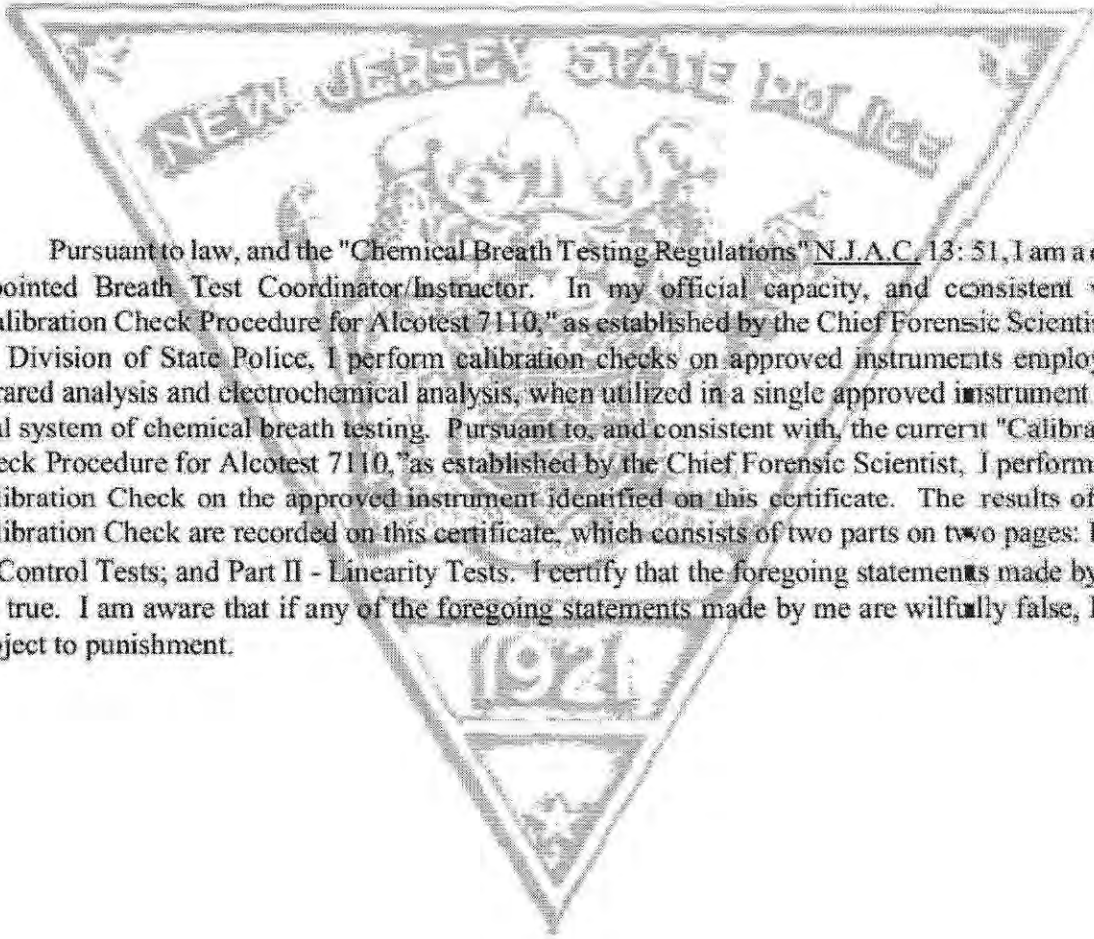 NEW JERSEY STATE POLICE
Pursuant to law, and the "Chemical Breath Testing Regulations" N.J.A.C. 13: 51, I am a
pointed Breath Test Coordinator/Instructor. In my official capacity, and consistent
alibration Check Procedure for Alcotest 7110," as established by the Chief Forensic Scientis
Division of State Police, I perform calibration checks on approved instruments employ
rared analysis and electrochemical analysis, when utilized in a single approved instrument
al system of chemical breath testing. Pursuant to, and consistent with, the current "Calibra
eck Procedure for Alcotest 7110," as established by the Chief Forensic Scientist, I perform
libration Check on the approved instrument identified on this certificate. The results of
libration Check are recorded on this certificate, which consists of two parts on two pages:
Control Tests; and Part II - Linearity Tests. I certify that the foregoing statements made by
true. I am aware that if any of the foregoing statements made by me are wilfully false, I
ject to punishment.
1921